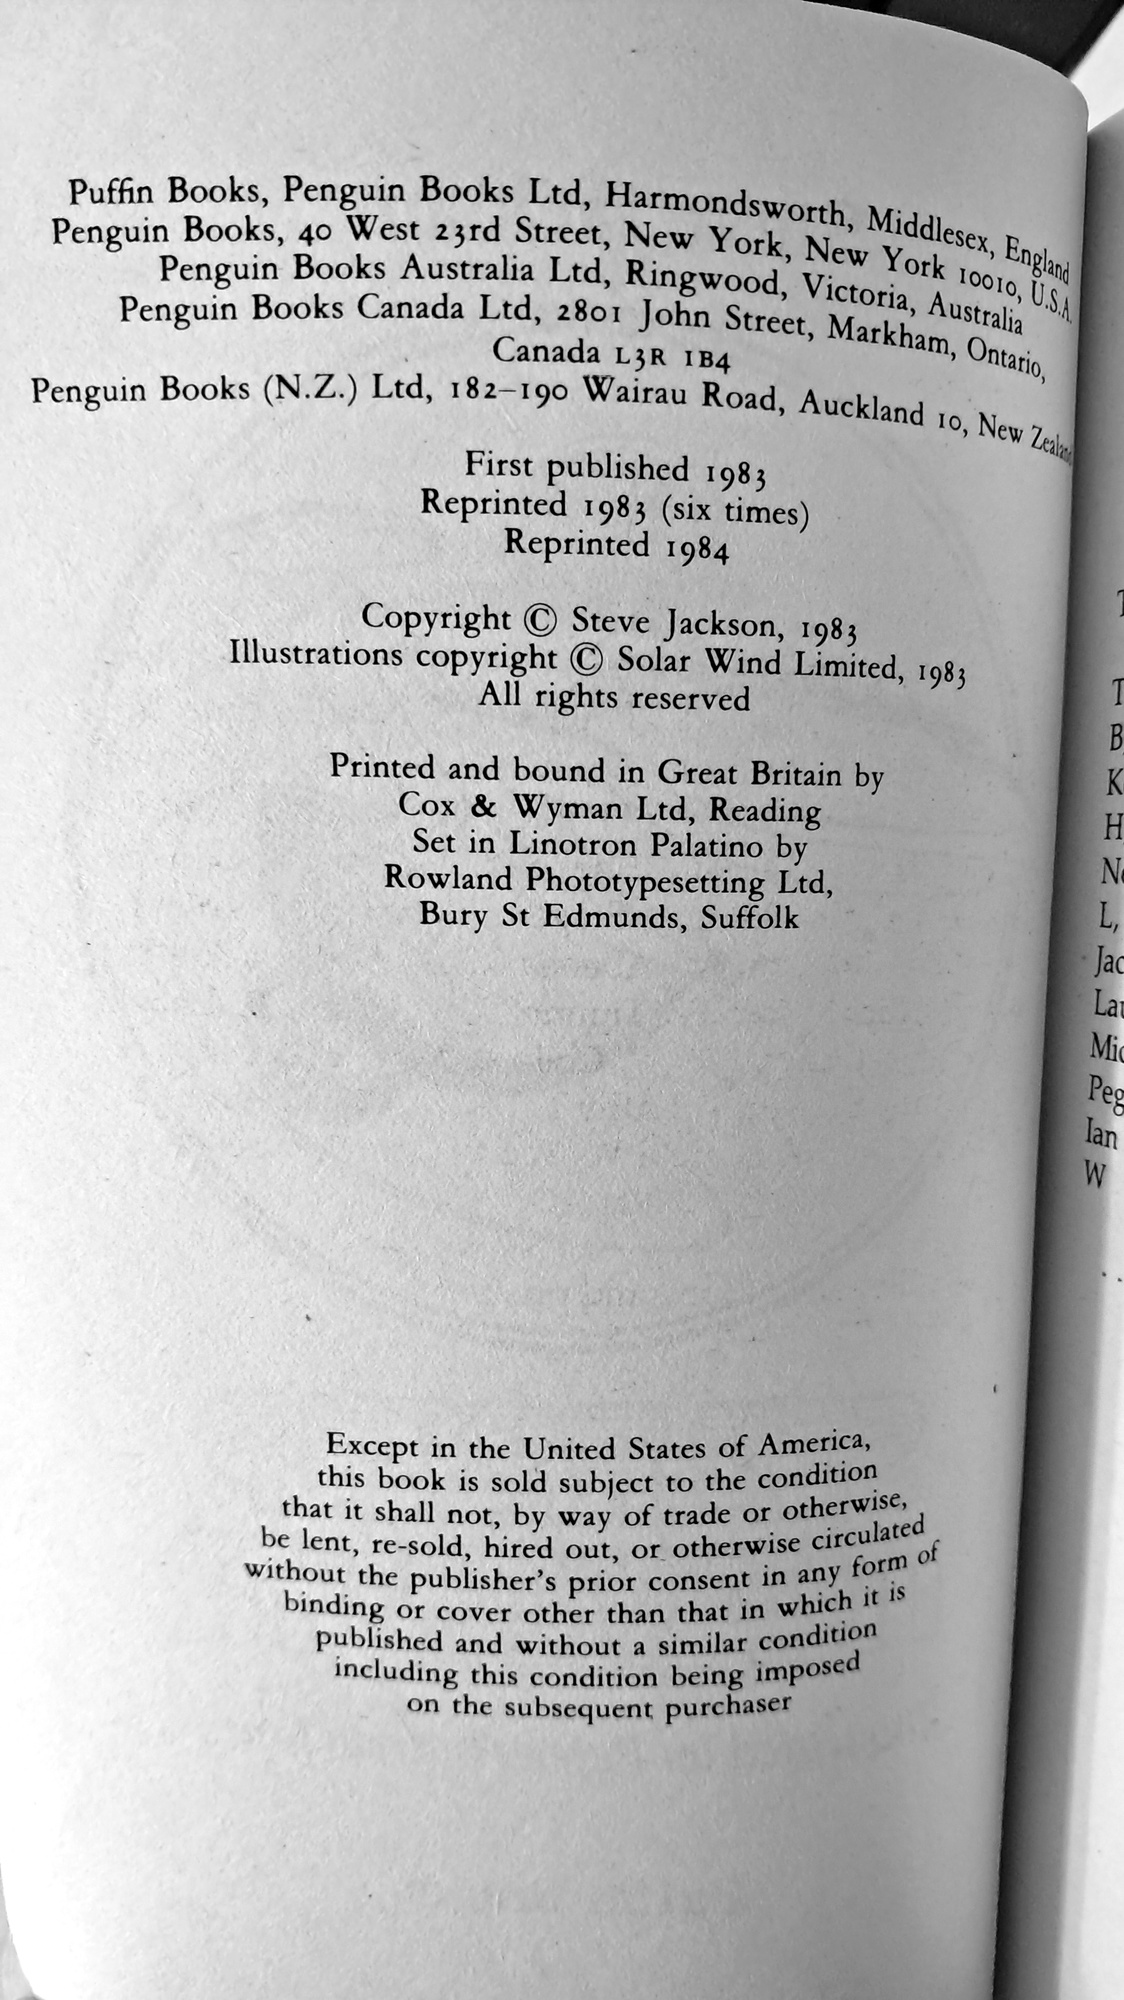 Puffin Books, Penguin Books Ltd, Harmondsworth, Middlesex, England
Penguin Books, 40 West 23rd Street, New York, New York 10010, U.S.A.
Penguin Books Australia Ltd, Ringwood, Victoria, Australia
Penguin Books Canada Ltd, 2801 John Street, Markham, Ontario,
Canada L3R 1B4
Penguin Books (N.Z.) Ltd, 182–190 Wairau Road, Auckland 10, New Zealand
First published 1983
Reprinted 1983 (six times)
Reprinted 1984
Copyright © Steve Jackson, 1983
Illustrations copyright © Solar Wind Limited, 1983
All rights reserved
Printed and bound in Great Britain by
Cox & Wyman Ltd, Reading
Set in Linotron Palatino by
Rowland Phototypesetting Ltd,
Bury St Edmunds, Suffolk
Except in the United States of America,
this book is sold subject to the condition
that it shall not, by way of trade or otherwise,
be lent, re-sold, hired out, or otherwise circulated
without the publisher's prior consent in any form of
binding or cover other than that in which it is
published and without a similar condition
including this condition being imposed
on the subsequent purchaser
L,
Ian
W